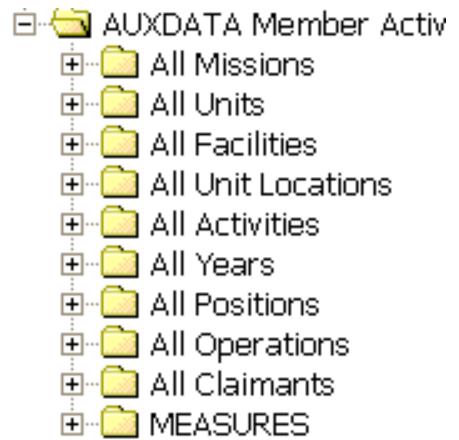 AUXDATA Member Activ
All Missions
All Units
All Facilities
All Unit Locations
All Activities
All Years
All Positions
All Operations
All Claimants
MEASURES